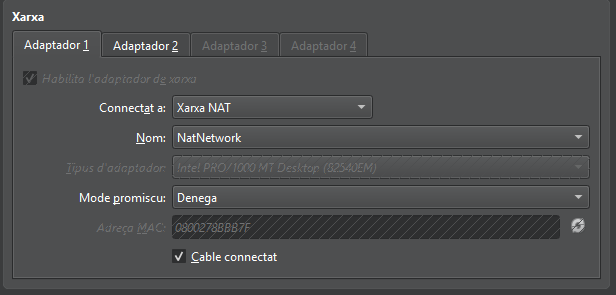 Xarxa
Adaptador 1 Adaptador 2 Adaptador 3 Adaptador 4
Habilita l'adaptador de xarxa
Connectat a: Xarxa NAT
Nom: NatNetwork
Tipus d'adaptador: Intel PRO/1000 MT Desktop (82540EM)
Mode promiscu: Denega
Adreça MAC: 0800278BBB7F
Cable connectat